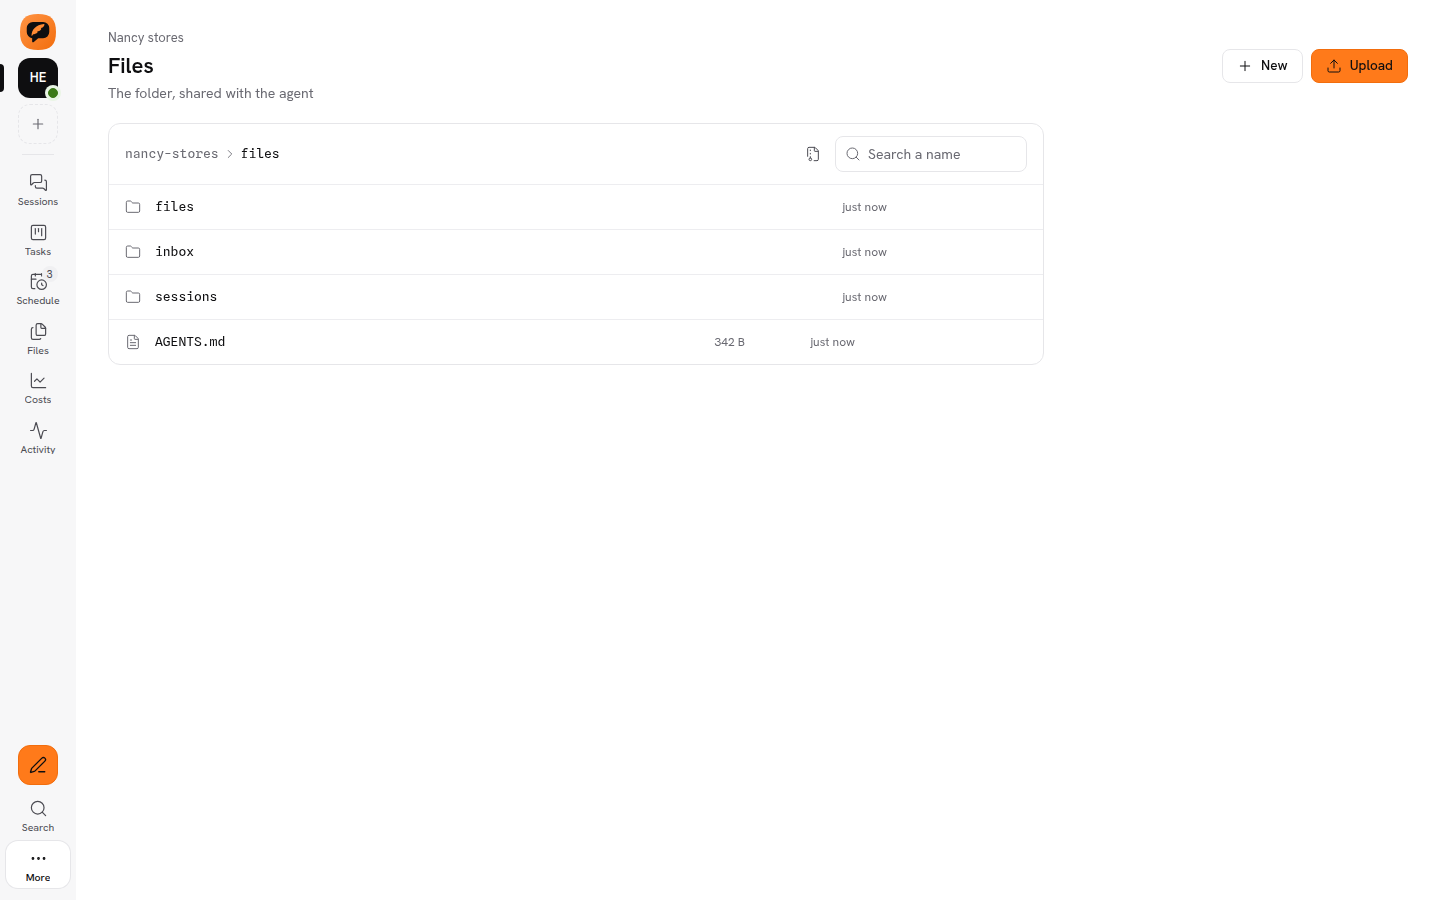 HE
Sessions
Tasks
3
Schedule
Files
Costs
Activity
Search
More
Nancy stores
Files
The folder, shared with the agent
New
Upload
nancy-stores > files
Search a name
files just now
inbox just now
sessions just now
AGENTS.md 342 B just now